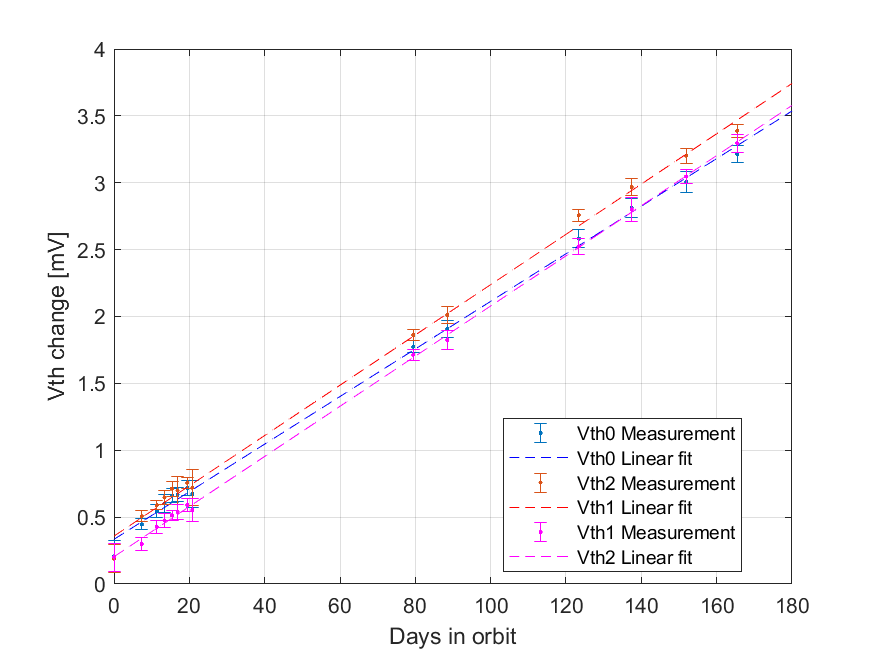 4
3.5
3
2.5
2
1.5
1
0.5
0
Vth change [mV]
0 20 40 60 80 100 120 140 160 180
Days in orbit
Vth0 Measurement
Vth0 Linear fit
Vth2 Measurement
Vth1 Linear fit
Vth1 Measurement
Vth2 Linear fit